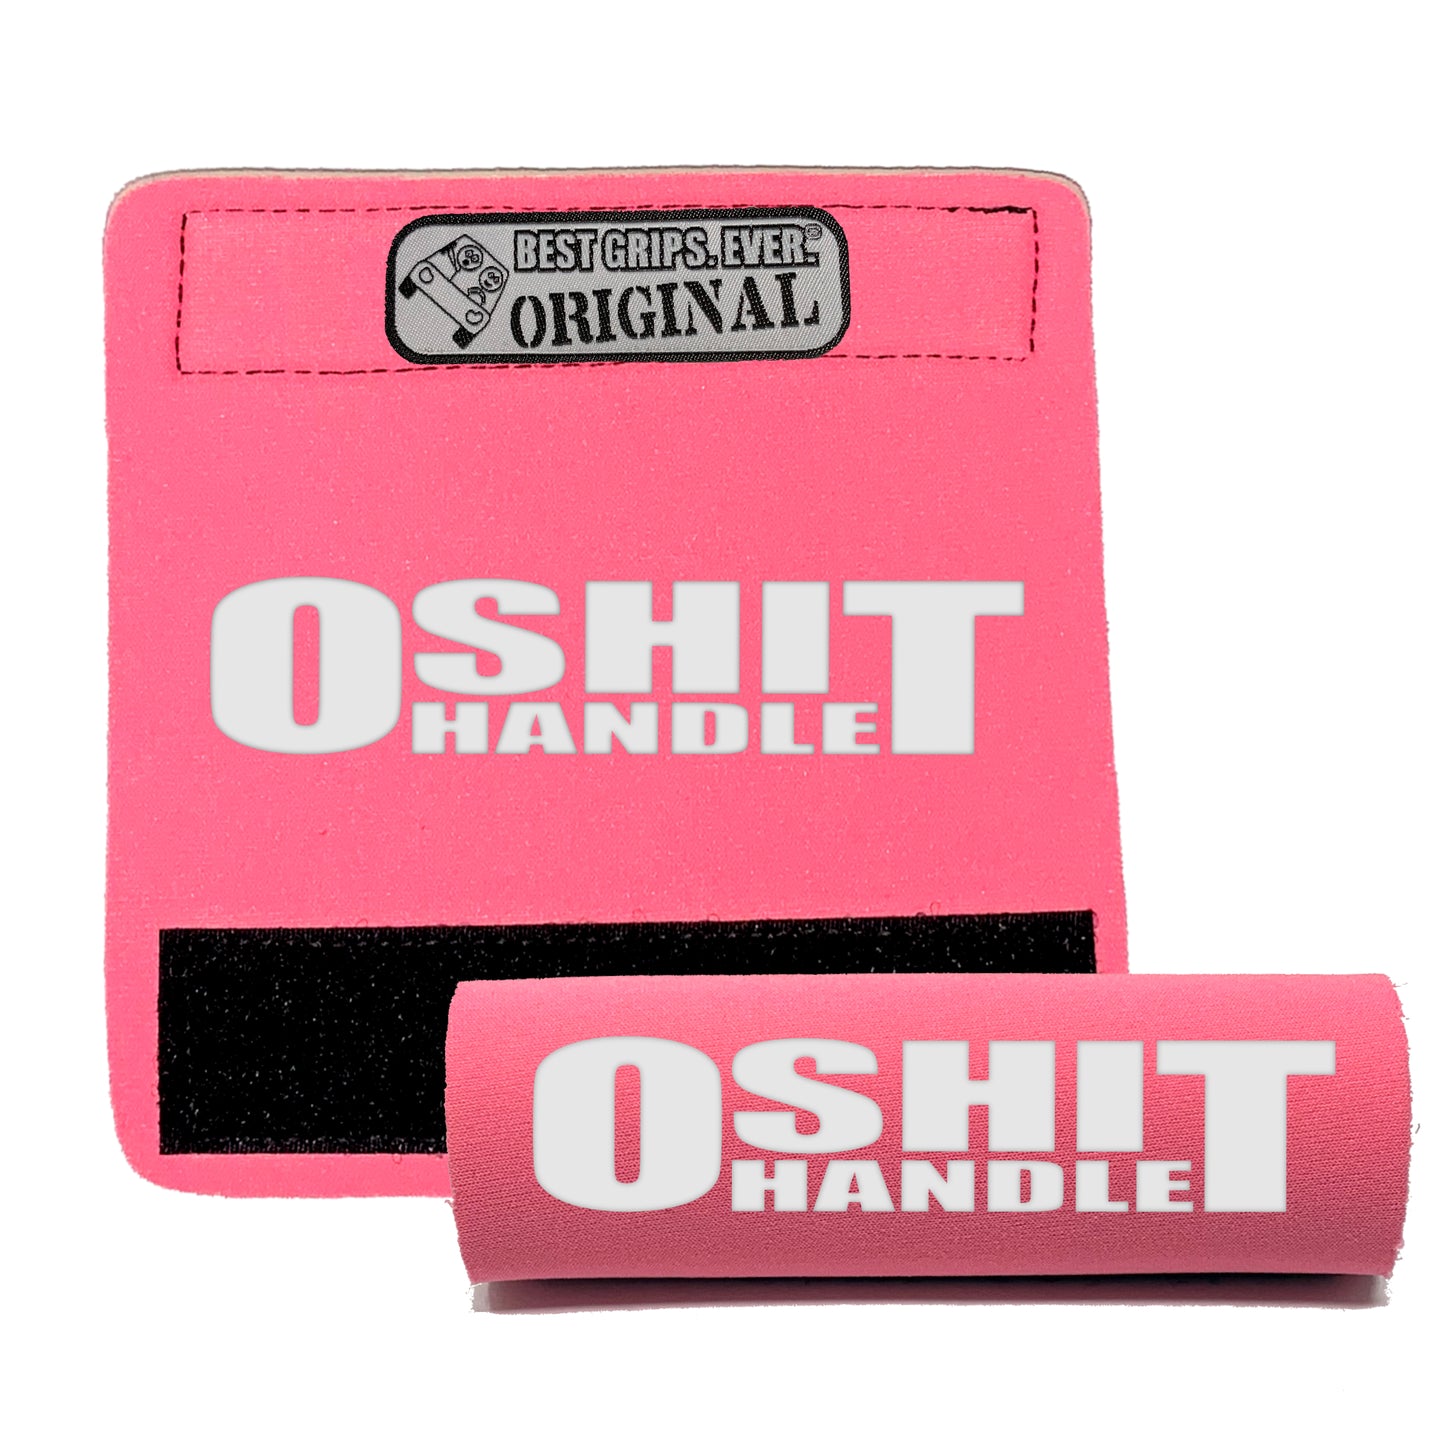 BEST GRIPS. EVER.®
ORIGINAL
OSHIT
HANDLE
OSHIT
HANDLE